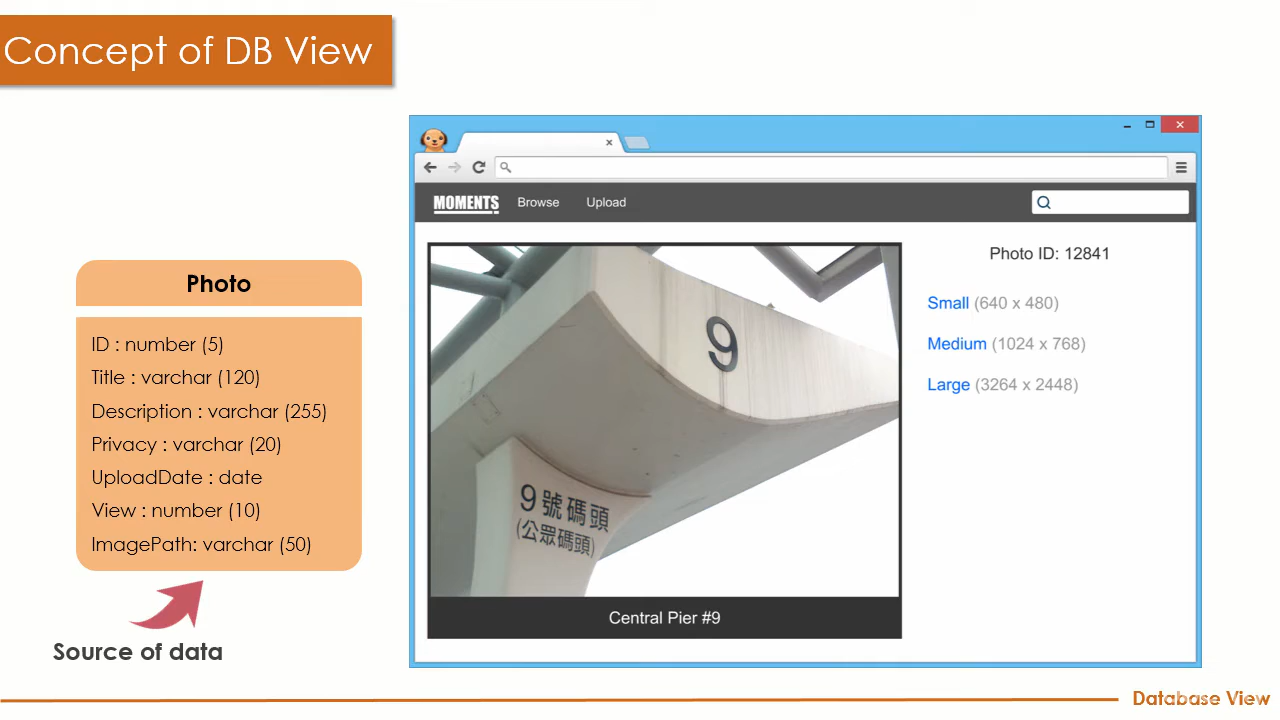 Concept of DB View
MOMENTS Browse Upload
Photo
ID : number (5)
Title : varchar (120)
Description : varchar (255)
Privacy : varchar (20)
UploadDate : date
View : number (10)
ImagePath: varchar (50)
Source of data
9
9號碼頭
(公眾碼頭)
Central Pier #9
Photo ID: 12841
Small (640 x 480)
Medium (1024 x 768)
Large (3264 x 2448)
Database View